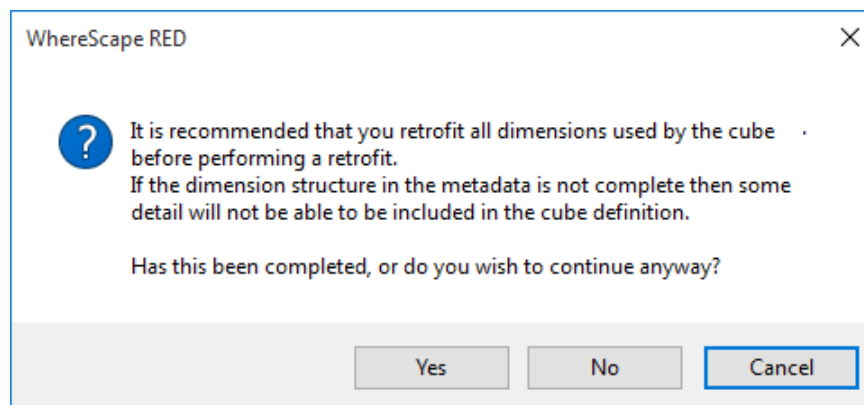 WhereScape RED
It is recommended that you retrofit all dimensions used by the cube
before performing a retrofit.
If the dimension structure in the metadata is not complete then some
detail will not be able to be included in the cube definition.
Has this been completed, or do you wish to continue anyway?
Yes
No
Cancel